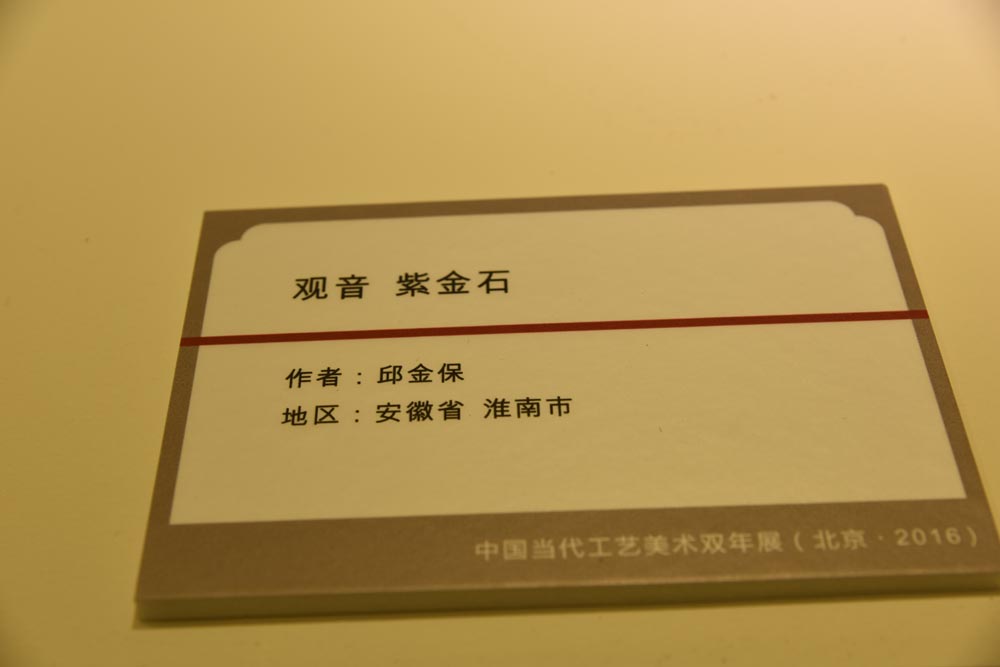 观音 紫金石
作者：邱金保
地区：安徽省 淮南市
中国当代工艺美术双年展（北京·2016）